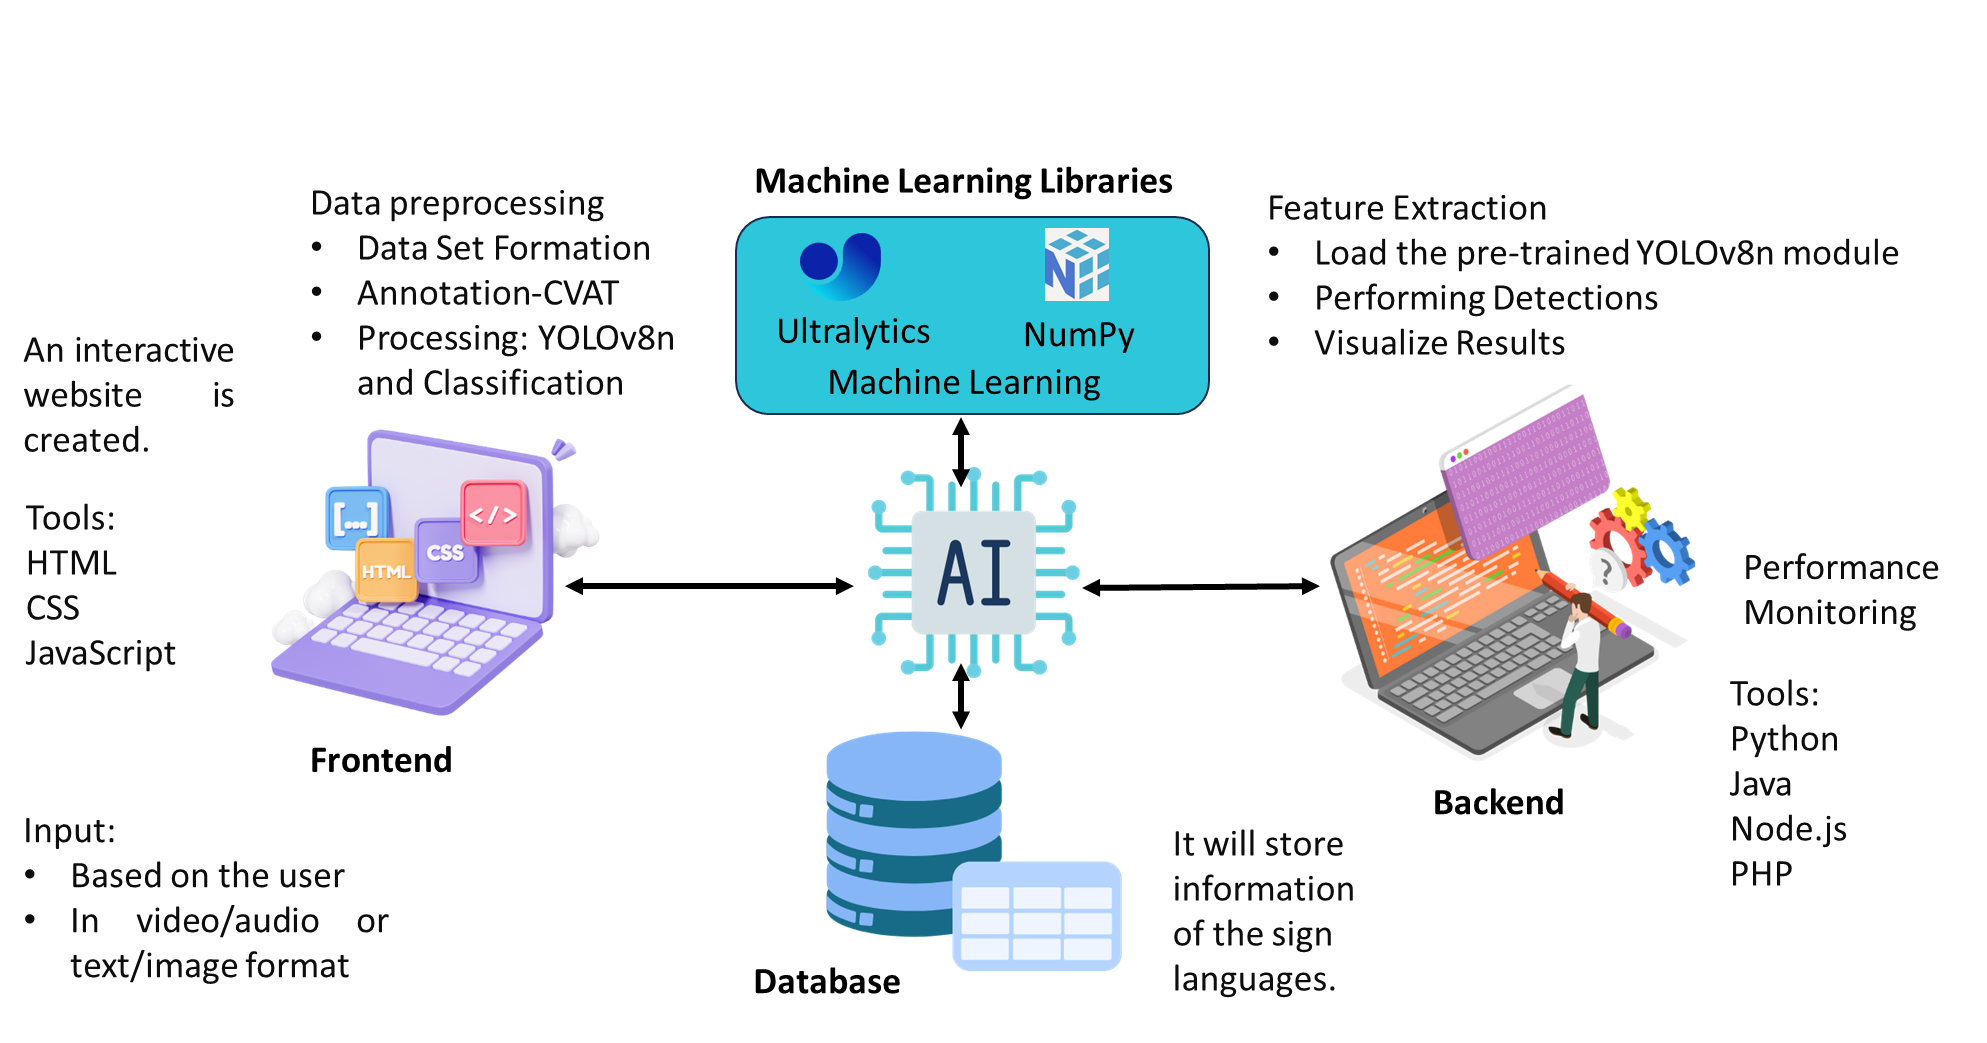 Machine Learning Libraries
Data preprocessing
• Data Set Formation
• Annotation-CVAT
• Processing: YOLOv8n
and Classification
Ultralytics
NumPy
Machine Learning
Feature Extraction
• Load the pre-trained YOLOv8n module
• Performing Detections
• Visualize Results
An interactive
website is
created.
Tools:
HTML
CSS
JavaScript
[...]
</>
CSS
HTML
AI
?
Performance
Monitoring
Tools:
Python
Java
Node.js
PHP
Frontend
Backend
Input:
• Based on the user
• In video/audio or
text/image format
Database
It will store
information
of the sign
languages.